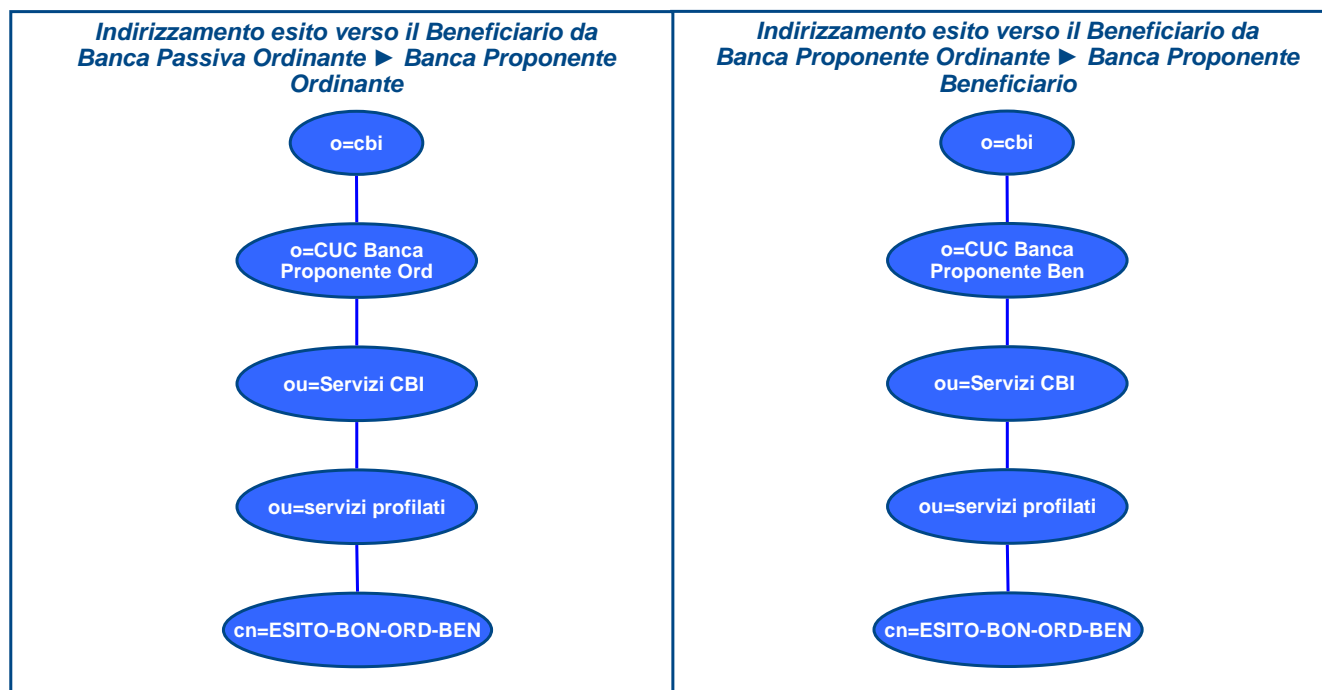 Indirizzamento esito verso il Beneficiario da
Banca Passiva Ordinante ► Banca Proponente
Ordinante
o=cbi
o=CUC Banca
Proponente Ord
ou=Servizi CBI
ou=servizi profilati
cn=ESITO-BON-ORD-BEN
Indirizzamento esito verso il Beneficiario da
Banca Proponente Ordinante ► Banca Proponente
Beneficiario
o=cbi
o=CUC Banca
Proponente Ben
ou=Servizi CBI
ou=servizi profilati
cn=ESITO-BON-ORD-BEN